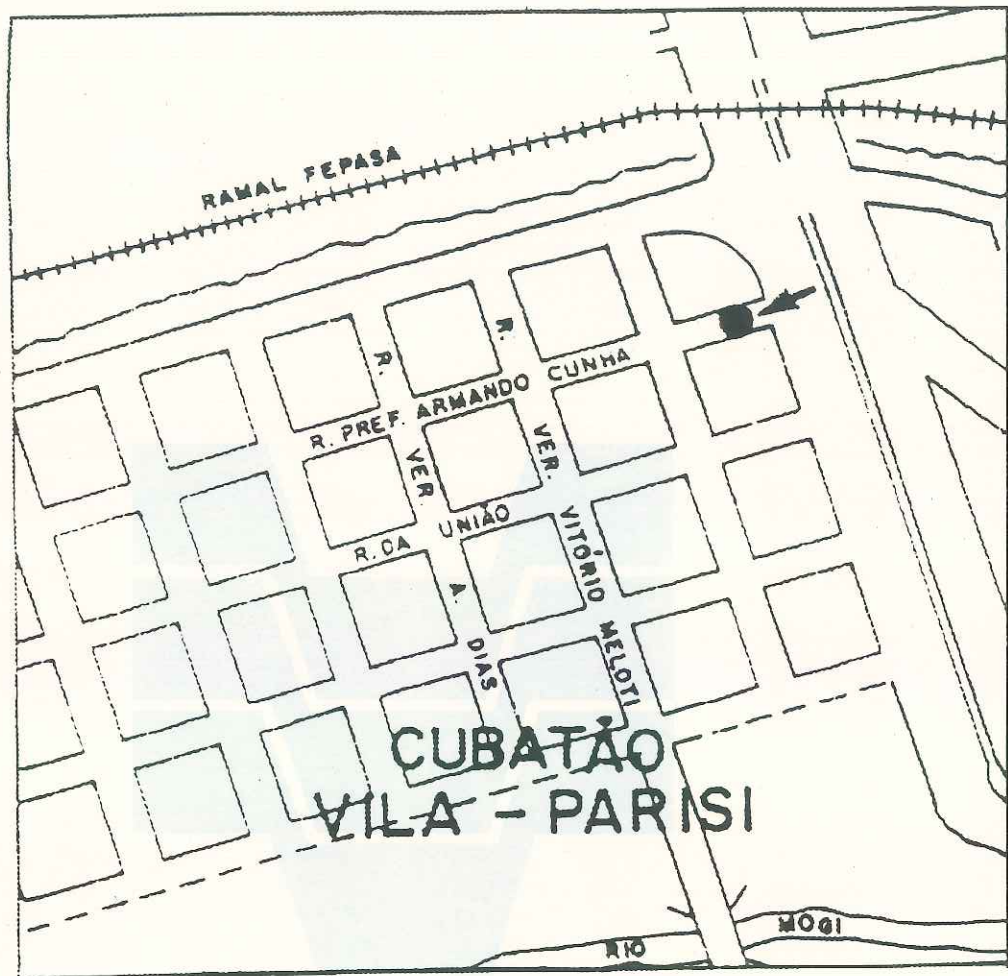 RAMAL FEPASA
R. PREF. ARMANDO CUNHA
R. VER. A. DIAS
R. VER. VITÓRIO MELOTI
R. DA UNIÃO
CUBATÃO
VILA - PARISI
RIO MOGI